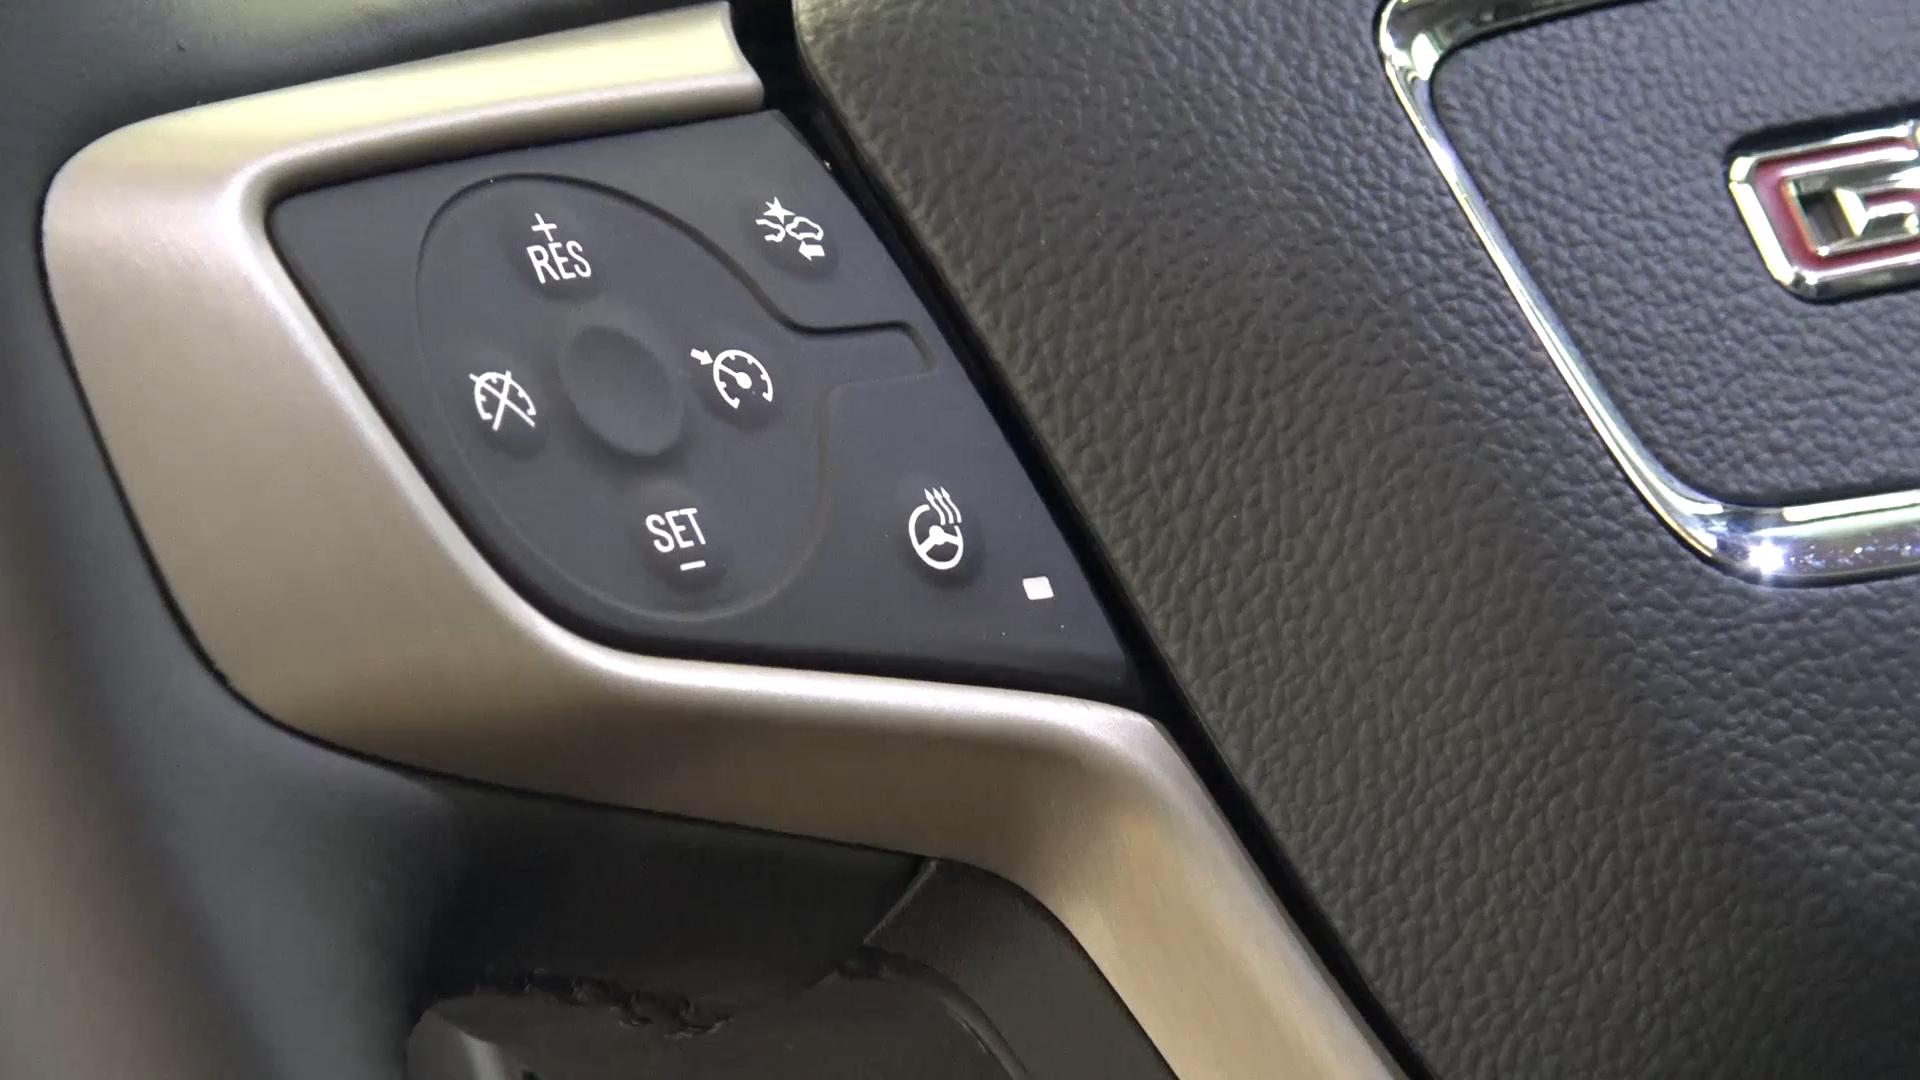 +
RES
SET
–